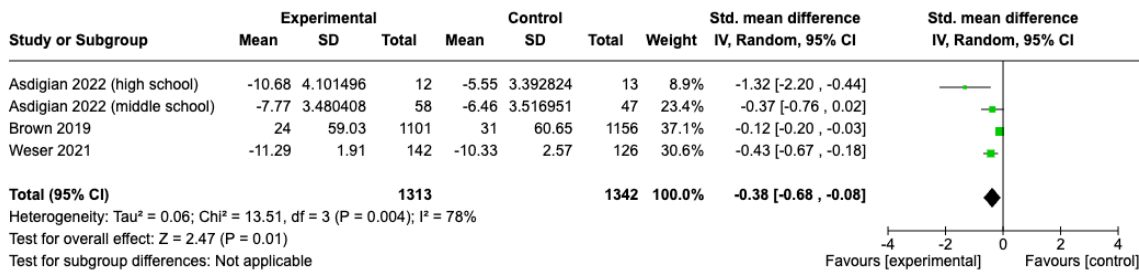 Experimental Control Std. mean difference Std. mean difference
Study or Subgroup Mean SD Total Mean SD Total Weight IV, Random, 95% CI IV, Random, 95% CI
Asdigian 2022 (high school) -10.68 4.101496 12 -5.55 3.392824 13 8.9% -1.32 [-2.20 , -0.44]
Asdigian 2022 (middle school) -7.77 3.480408 58 -6.46 3.516951 47 23.4% -0.37 [-0.76 , 0.02]
Brown 2019 24 59.03 1101 31 60.65 1156 37.1% -0.12 [-0.20 , -0.03]
Weser 2021 -11.29 1.91 142 -10.33 2.57 126 30.6% -0.43 [-0.67 , -0.18]
Total (95% CI) 1313 1342 100.0% -0.38 [-0.68 , -0.08]
Heterogeneity: Tau² = 0.06; Chi² = 13.51, df = 3 (P = 0.004); I² = 78%
Test for overall effect: Z = 2.47 (P = 0.01) -4 -2 0 2 4
Test for subgroup differences: Not applicable Favours [experimental] Favours [control]